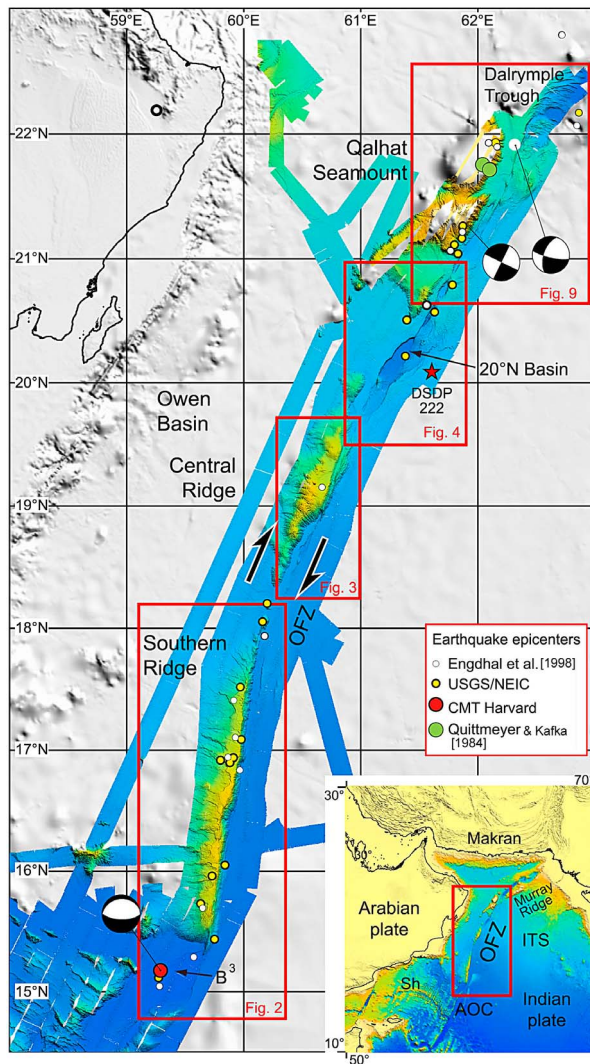 59°E
60°E
61°E
62°E
Dalrymple
Trough
22°N
Qalhat
Seamount
21°N
Fig. 9
20°N Basin
20°N
DSDP
222
Owen
Basin
Fig. 4
Central
Ridge
19°N
Fig. 3
18°N
OFZ
Southern
Ridge
Earthquake epicenters
Engdhal et al. [1998]
USGS/NEIC
CMT Harvard
Quittmeyer & Kafka
[1984]
17°N
30°
70°
Makran
30°
16°N
Arabian
plate
Murray
Ridge
OFZ
ITS
B³
Sh
Indian
plate
15°N
AOC
Fig. 2
10°
50°